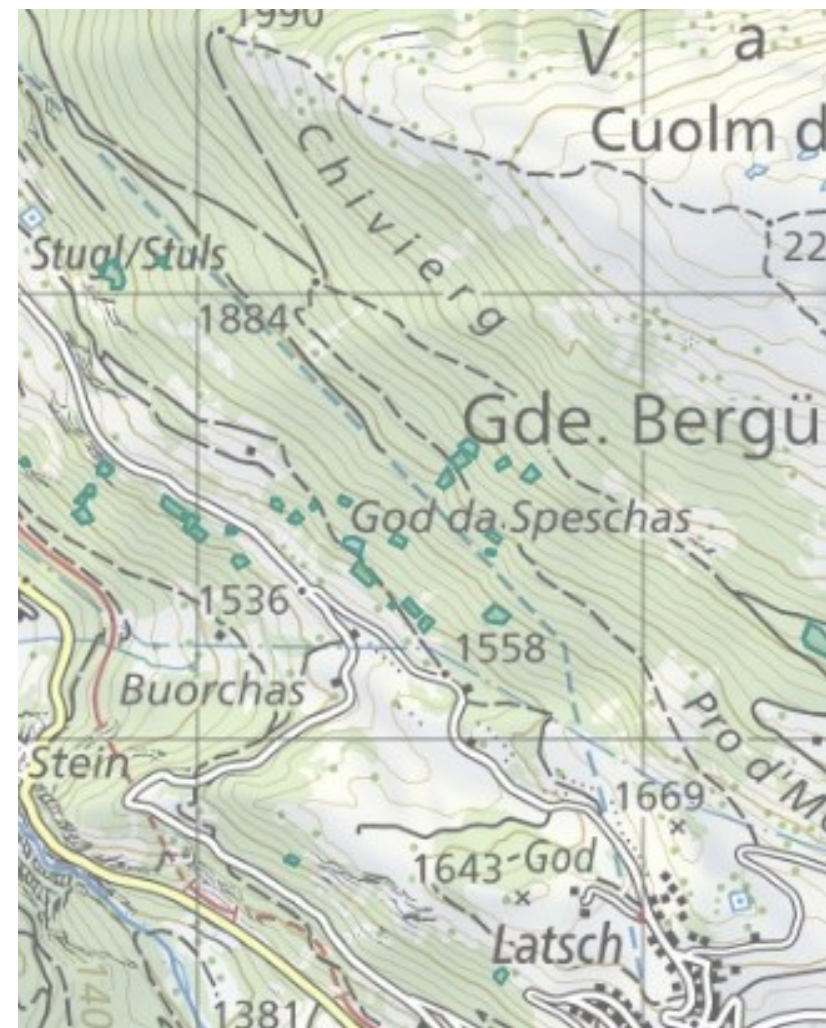 1990
V a
Cuolm d
Chivierg
Stugl/Stuls
22
1884
Gde. Bergü
God da Speschas
1536
1558
Buorchas
Pro d'M
Stein
1669
1643 God
Latsch
140
1381